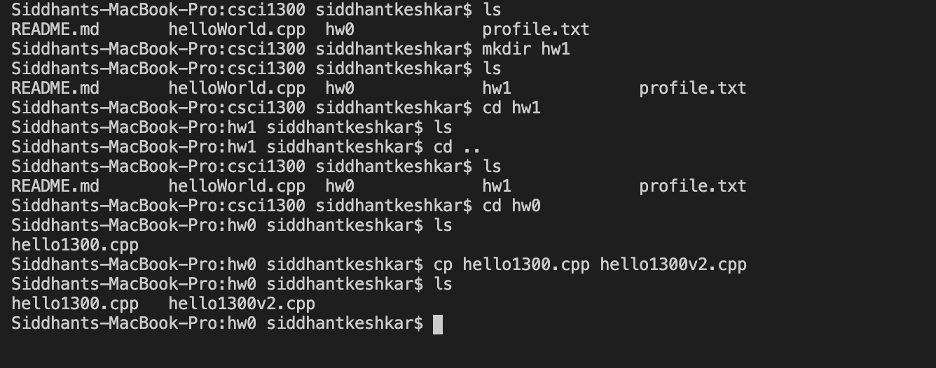 Siddhants-MacBook-Pro:csci1300 siddhantkeshkar$ ls
README.md helloWorld.cpp hw0 profile.txt
Siddhants-MacBook-Pro:csci1300 siddhantkeshkar$ mkdir hw1
Siddhants-MacBook-Pro:csci1300 siddhantkeshkar$ ls
README.md helloWorld.cpp hw0 hw1 profile.txt
Siddhants-MacBook-Pro:csci1300 siddhantkeshkar$ cd hw1
Siddhants-MacBook-Pro:hw1 siddhantkeshkar$ ls
Siddhants-MacBook-Pro:hw1 siddhantkeshkar$ cd ..
Siddhants-MacBook-Pro:csci1300 siddhantkeshkar$ ls
README.md helloWorld.cpp hw0 hw1 profile.txt
Siddhants-MacBook-Pro:csci1300 siddhantkeshkar$ cd hw0
Siddhants-MacBook-Pro:hw0 siddhantkeshkar$ ls
hello1300.cpp
Siddhants-MacBook-Pro:hw0 siddhantkeshkar$ cp hello1300.cpp hello1300v2.cpp
Siddhants-MacBook-Pro:hw0 siddhantkeshkar$ ls
hello1300.cpp hello1300v2.cpp
Siddhants-MacBook-Pro:hw0 siddhantkeshkar$